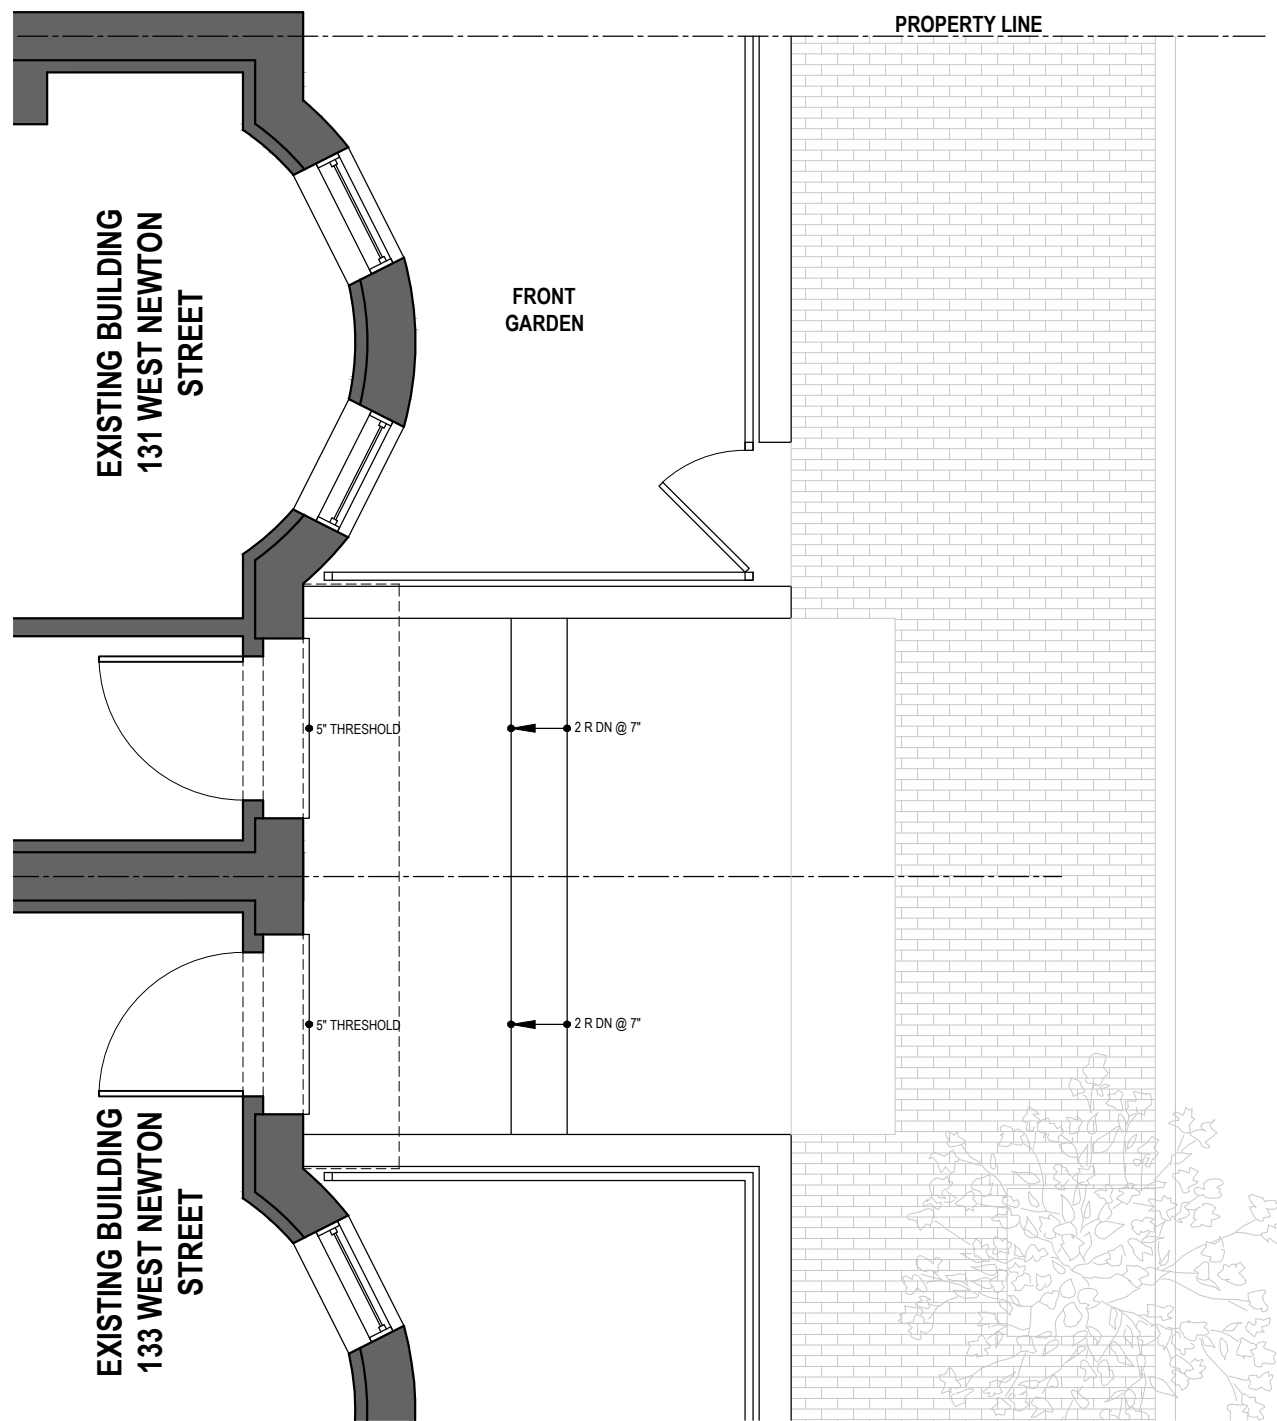 PROPERTY LINE
EXISTING BUILDING
131 WEST NEWTON
STREET
FRONT
GARDEN
5" THRESHOLD
2 R DN @ 7"
5" THRESHOLD
2 R DN @ 7"
EXISTING BUILDING
133 WEST NEWTON
STREET